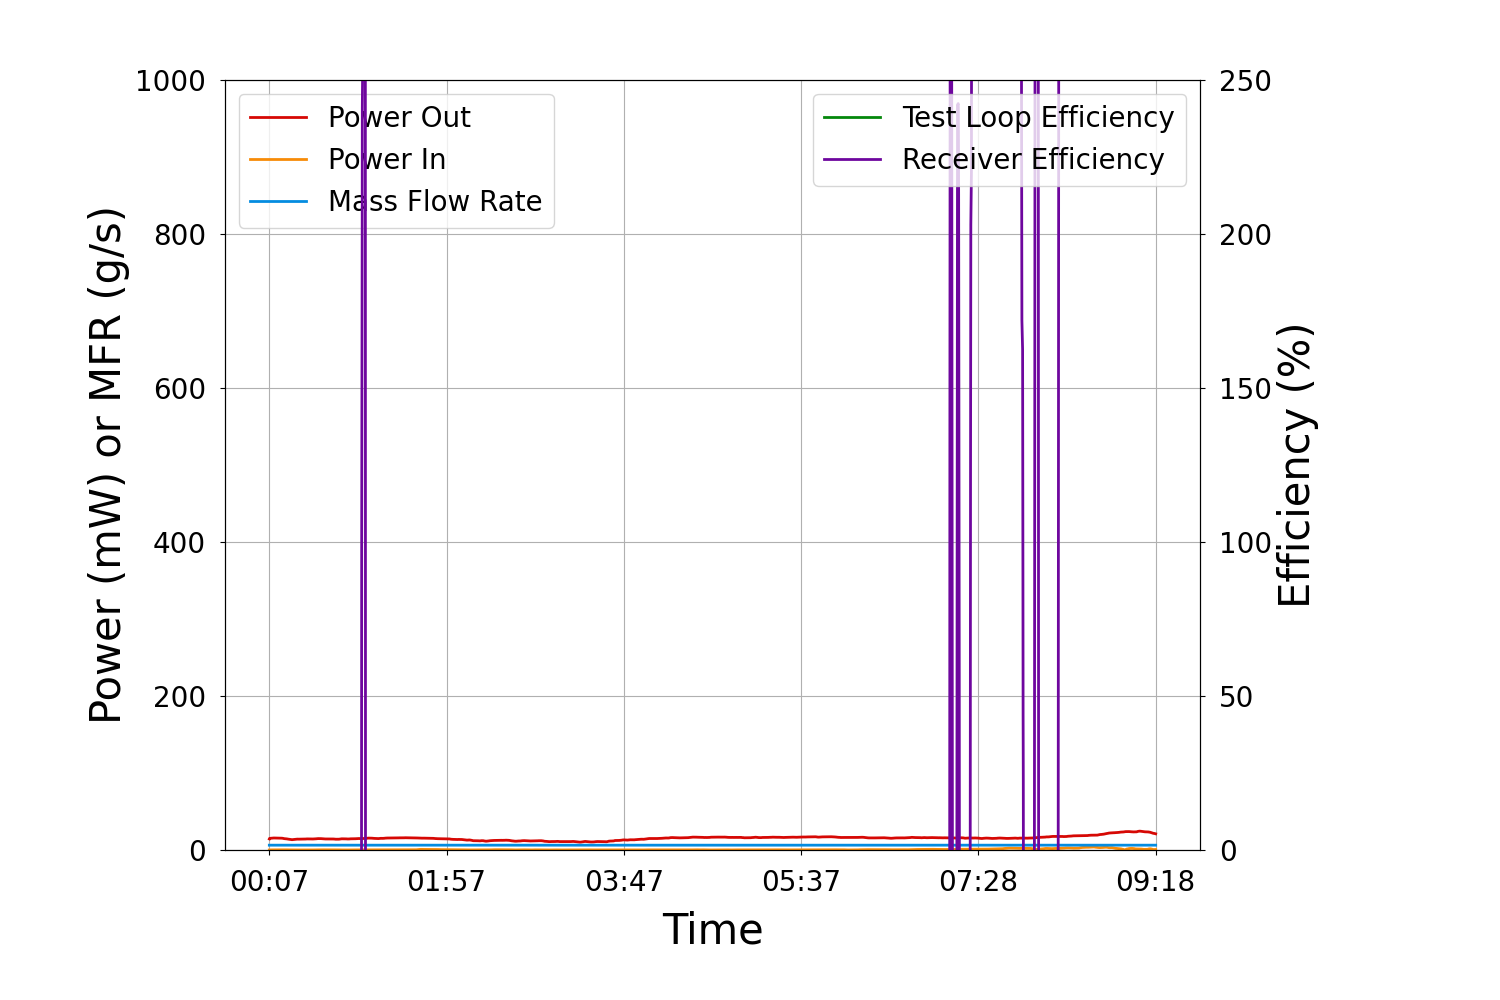 1000
800
600
400
200
0
Power (mW) or MFR (g/s)
Power Out
Power In
Mass Flow Rate
Test Loop Efficiency
Receiver Efficiency
250
200
150
100
50
0
Efficiency (%)
00:07 01:57 03:47 05:37 07:28 09:18
Time